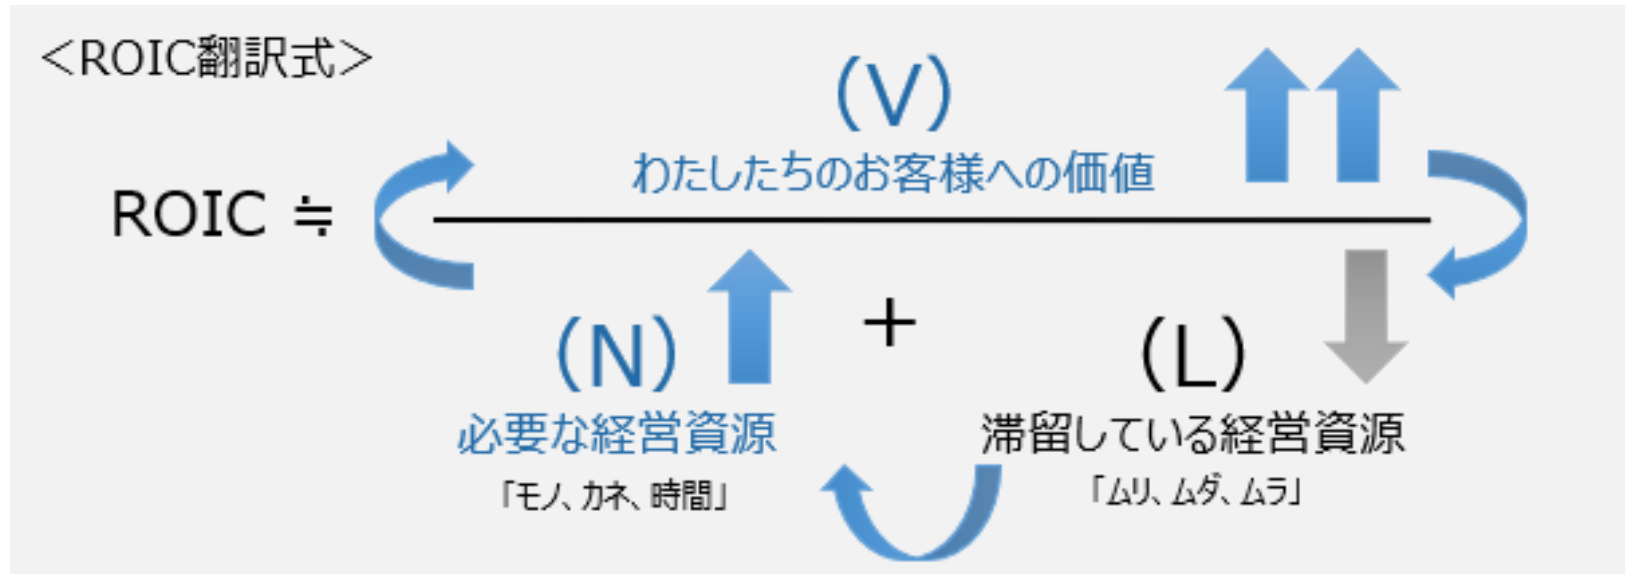 ＜ROIC翻訳式＞
（V）
わたしたちのお客様への価値
ROIC ≒
（N）
＋
（L）
必要な経営資源
滞留している経営資源
「モノ、カネ、時間」
「ムリ、ムダ、ムラ」